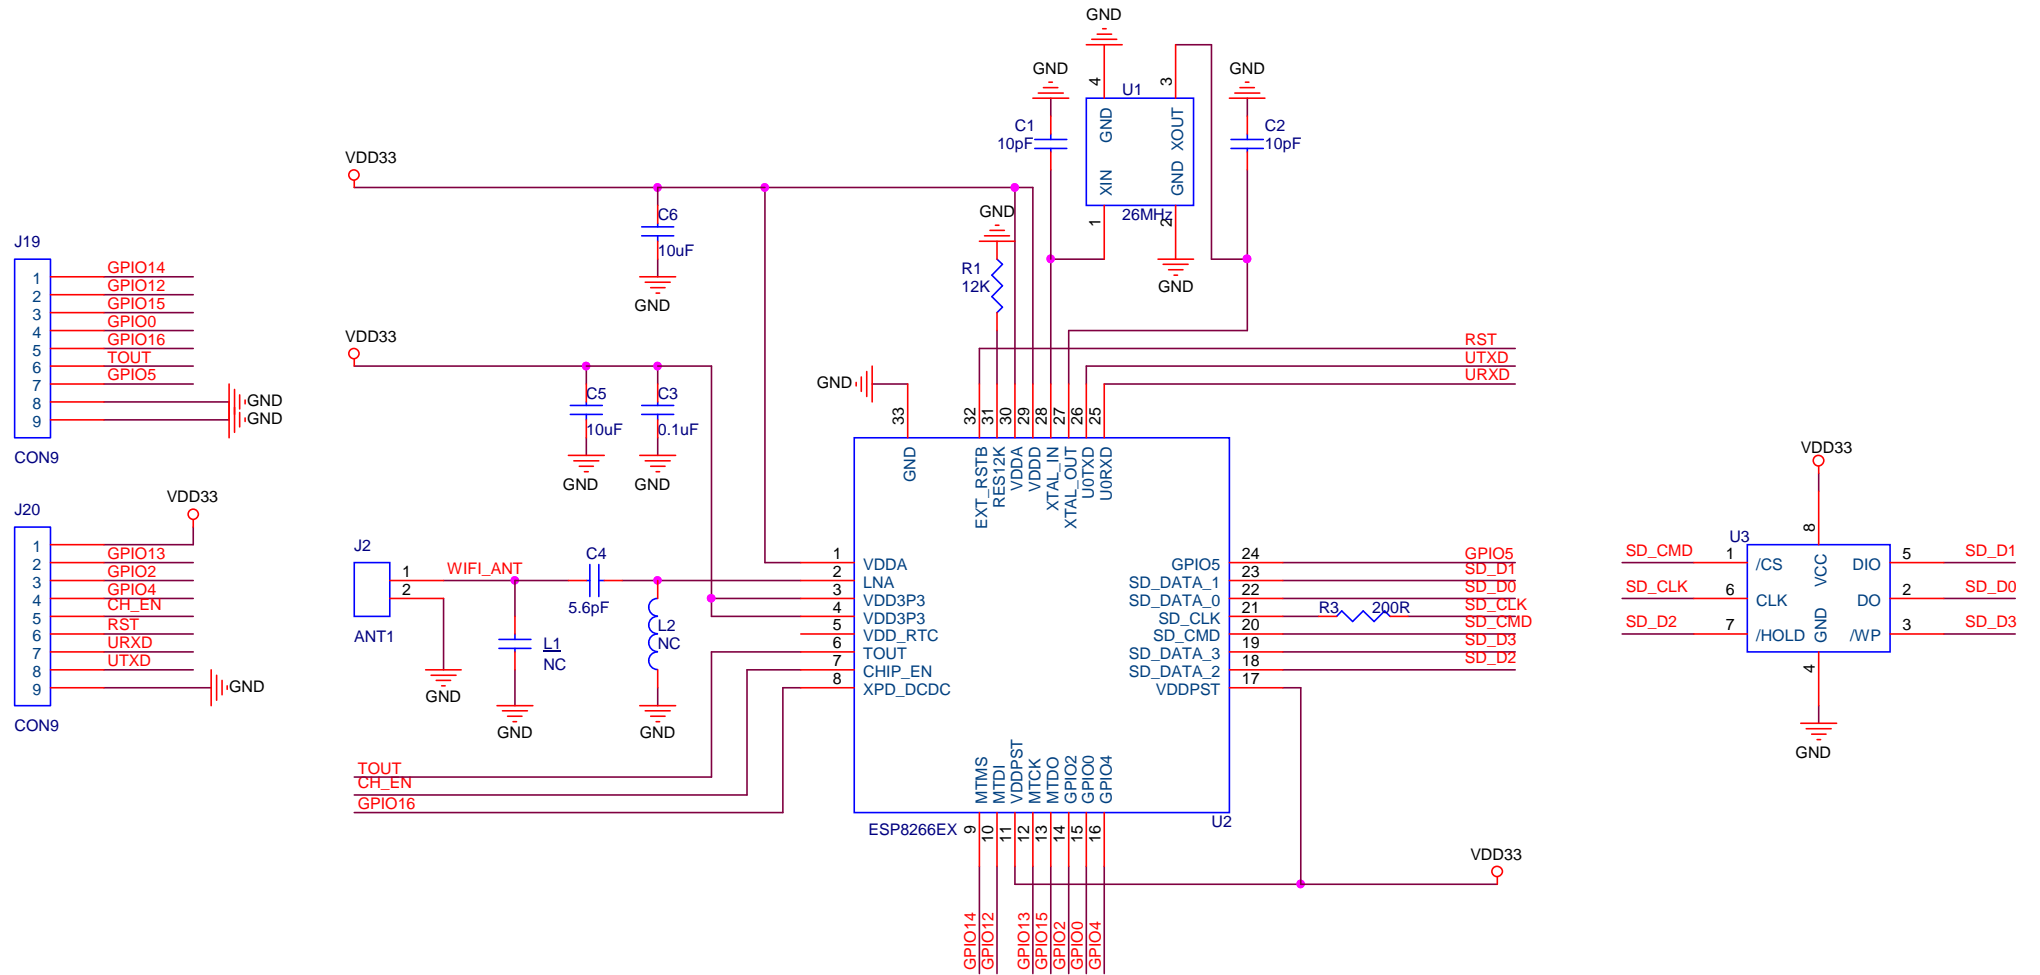 GND
GND
GND
4
3
U1
GND
XOUT
XIN
GND
C1
10pF
C2
10pF
1
2
26MHz
GND
VDD33
C6
10uF
GND
GND
R1
12K
J19
1
2
3
4
5
6
7
8
9
GPIO14
GPIO12
GPIO15
GPIO0
GPIO16
TOUT
GPIO5
GND
GND
CON9
VDD33
C5
10uF
GND
C3
0.1uF
GND
GND
RST
UTXD
URXD
33
32
31
30
29
28
27
26
25
GND
EXT_RSTB
RES12K
VDDA
VDDD
XTAL_IN
XTAL_OUT
U0TXD
U0RXD
J20
VDD33
1
2
3
4
5
6
7
8
9
GPIO13
GPIO2
GPIO4
CH_EN
RST
URXD
UTXD
GND
CON9
J2
1
2
ANT1
WIFI_ANT
GND
C4
5.6pF
L1
NC
GND
L2
NC
GND
1 VDDA
2 LNA
3 VDD3P3
4 VDD3P3
5 VDD_RTC
6 TOUT
7 CHIP_EN
8 XPD_DCDC
GPIO5 24 GPIO5
SD_DATA_1 23 SD_D1
SD_DATA_0 22 SD_D0
SD_CLK 21 R3 200R SD_CLK
SD_CMD 20 SD_CMD
SD_DATA_3 19 SD_D3
SD_DATA_2 18 SD_D2
VDDPST 17
TOUT
CH_EN
GPIO16
MTMS
MTDI
VDDPST
MTCK
MTDO
GPIO2
GPIO0
GPIO4
ESP8266EX
U2
9
10
11
12
13
14
15
16
GPIO14
GPIO12
GPIO13
GPIO15
GPIO2
GPIO0
GPIO4
VDD33
VDD33
8
U3
SD_CMD 1 /CS
SD_CLK 6 CLK
SD_D2 7 /HOLD
VCC
GND
DIO 5 SD_D1
DO 2 SD_D0
/WP 3 SD_D3
4
GND